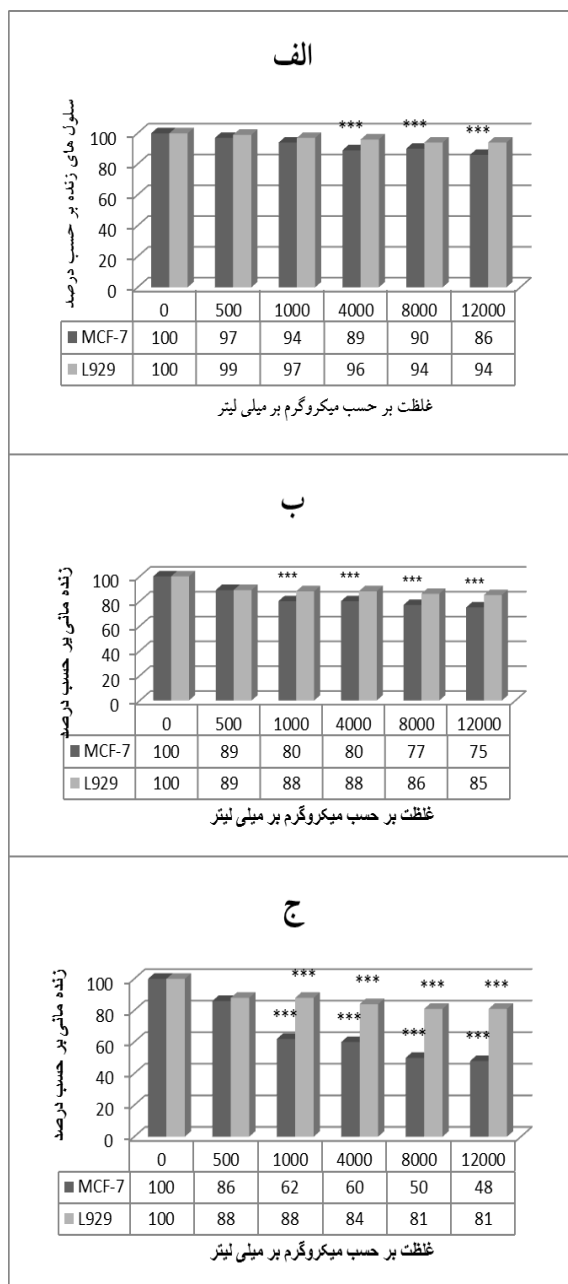 الف
سلول های زنده بر حسب درصد
*** *** ***
100
80
60
40
20
0
0 500 1000 4000 8000 12000
MCF-7 100 97 94 89 90 86
L929 100 99 97 96 94 94
غلظت بر حسب میکروگرم بر میلی لیتر
ب
زنده مانی بر حسب درصد
*** *** *** ***
100
80
60
40
20
0
0 500 1000 4000 8000 12000
MCF-7 100 89 80 80 77 75
L929 100 89 88 88 86 85
غلظت بر حسب میکروگرم بر میلی لیتر
ج
زنده مانی بر حسب درصد
*** *** *** ***
*** *** *** ***
100
80
60
40
20
0
0 500 1000 4000 8000 12000
MCF-7 100 86 62 60 50 48
L929 100 88 88 84 81 81
غلظت بر حسب میکروگرم بر میلی لیتر